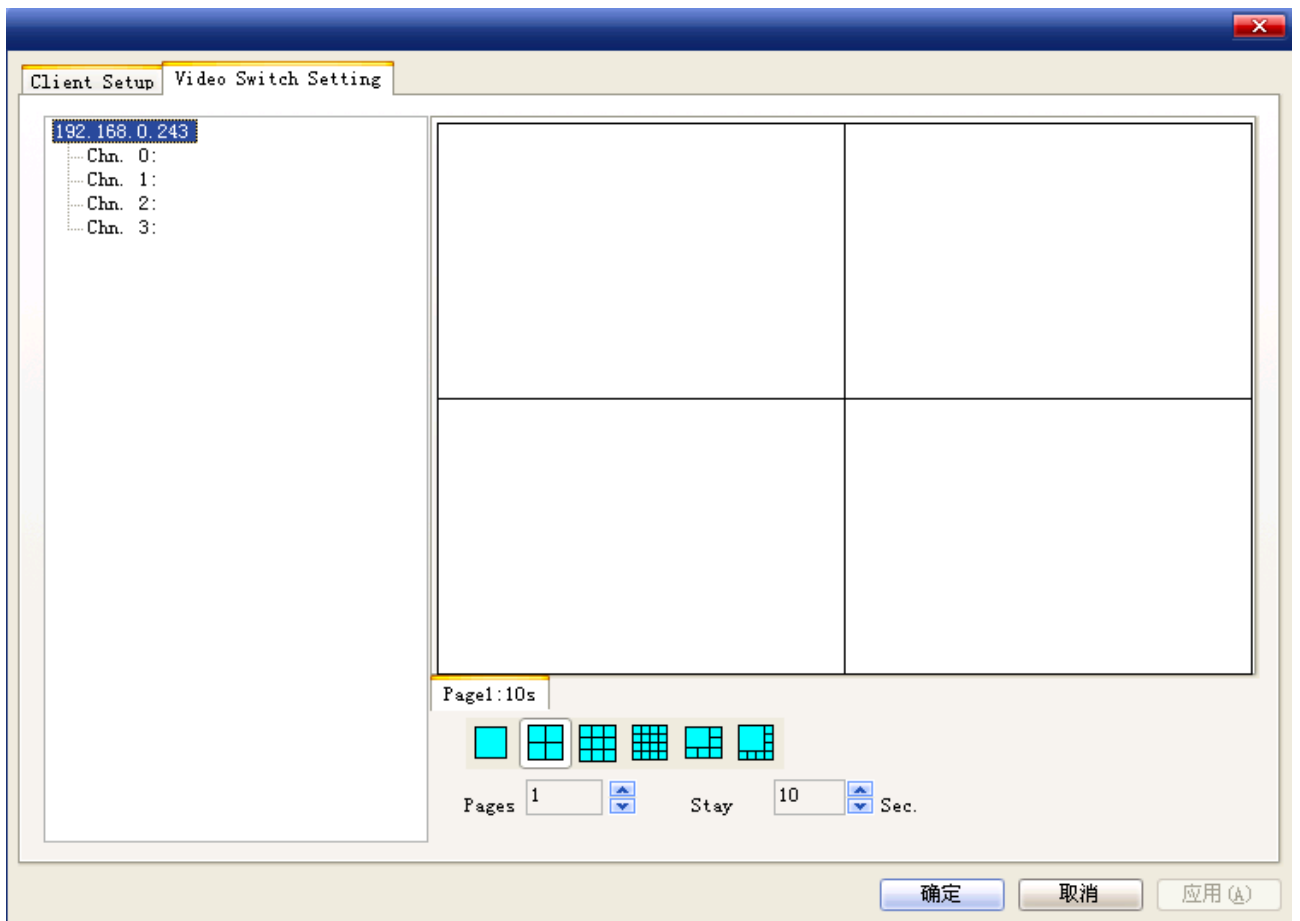 Client Setup Video Switch Setting
192.168.0.243
Chn. 0:
Chn. 1:
Chn. 2:
Chn. 3:
Page1:10s
Pages 1 Stay 10 Sec.
确定 取消 应用(A)